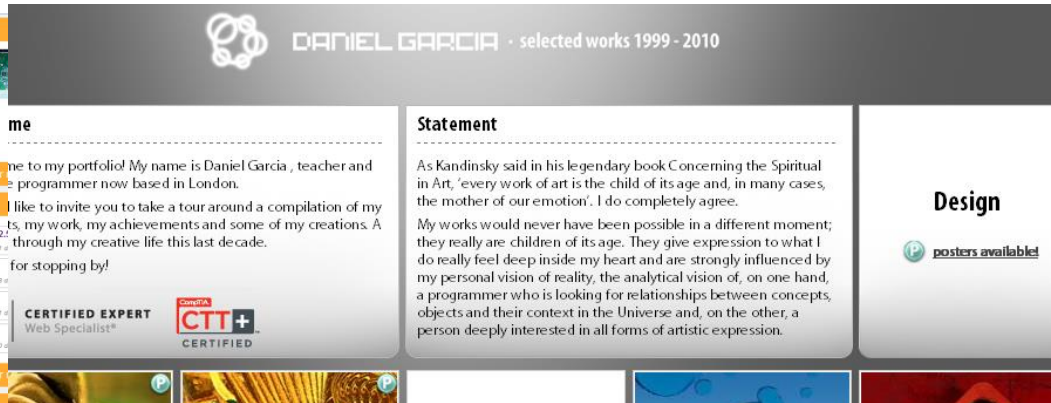 DANIEL GARCIA · selected works 1999 - 2010
me
me to my portfolio! My name is Daniel Garcia , teacher and
programmer now based in London.
like to invite you to take a tour around a compilation of my
ts, my work, my achievements and some of my creations. A
through my creative life this last decade.
for stopping by!
CERTIFIED EXPERT
Web Specialist®
CompTIA
CTT+
CERTIFIED
Statement
As Kandinsky said in his legendary book Concerning the Spiritual
in Art, ‘every work of art is the child of its age and, in many cases,
the mother of our emotion’. I do completely agree.
My works would never have been possible in a different moment;
they really are children of its age. They give expression to what I
do really feel deep inside my heart and are strongly influenced by
my personal vision of reality, the analytical vision of, on one hand,
a programmer who is looking for relationships between concepts,
objects and their context in the Universe and, on the other, a
person deeply interested in all forms of artistic expression.
Design
P posters available!
P
P